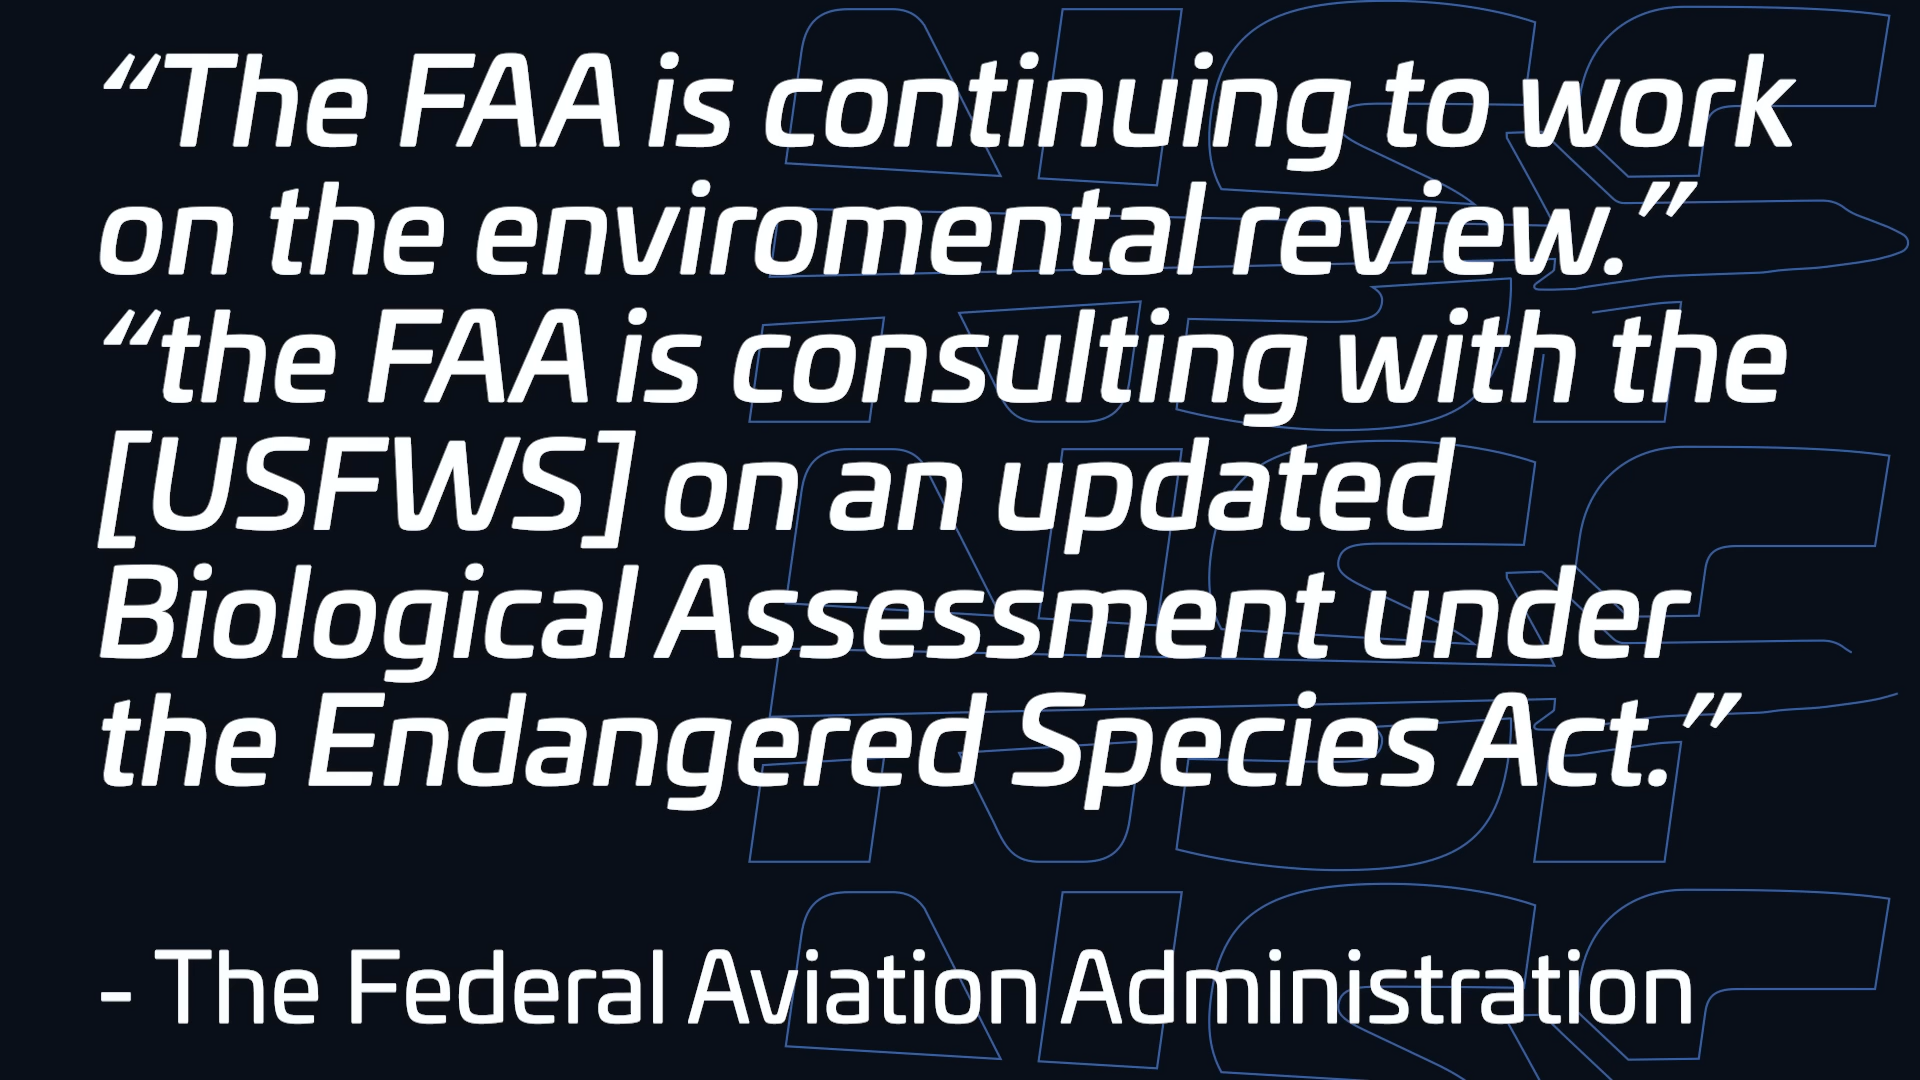 “The FAA is continuing to work
on the enviromental review.”
“the FAA is consulting with the
[USFWS] on an updated
Biological Assessment under
the Endangered Species Act.”
- The Federal Aviation Administration